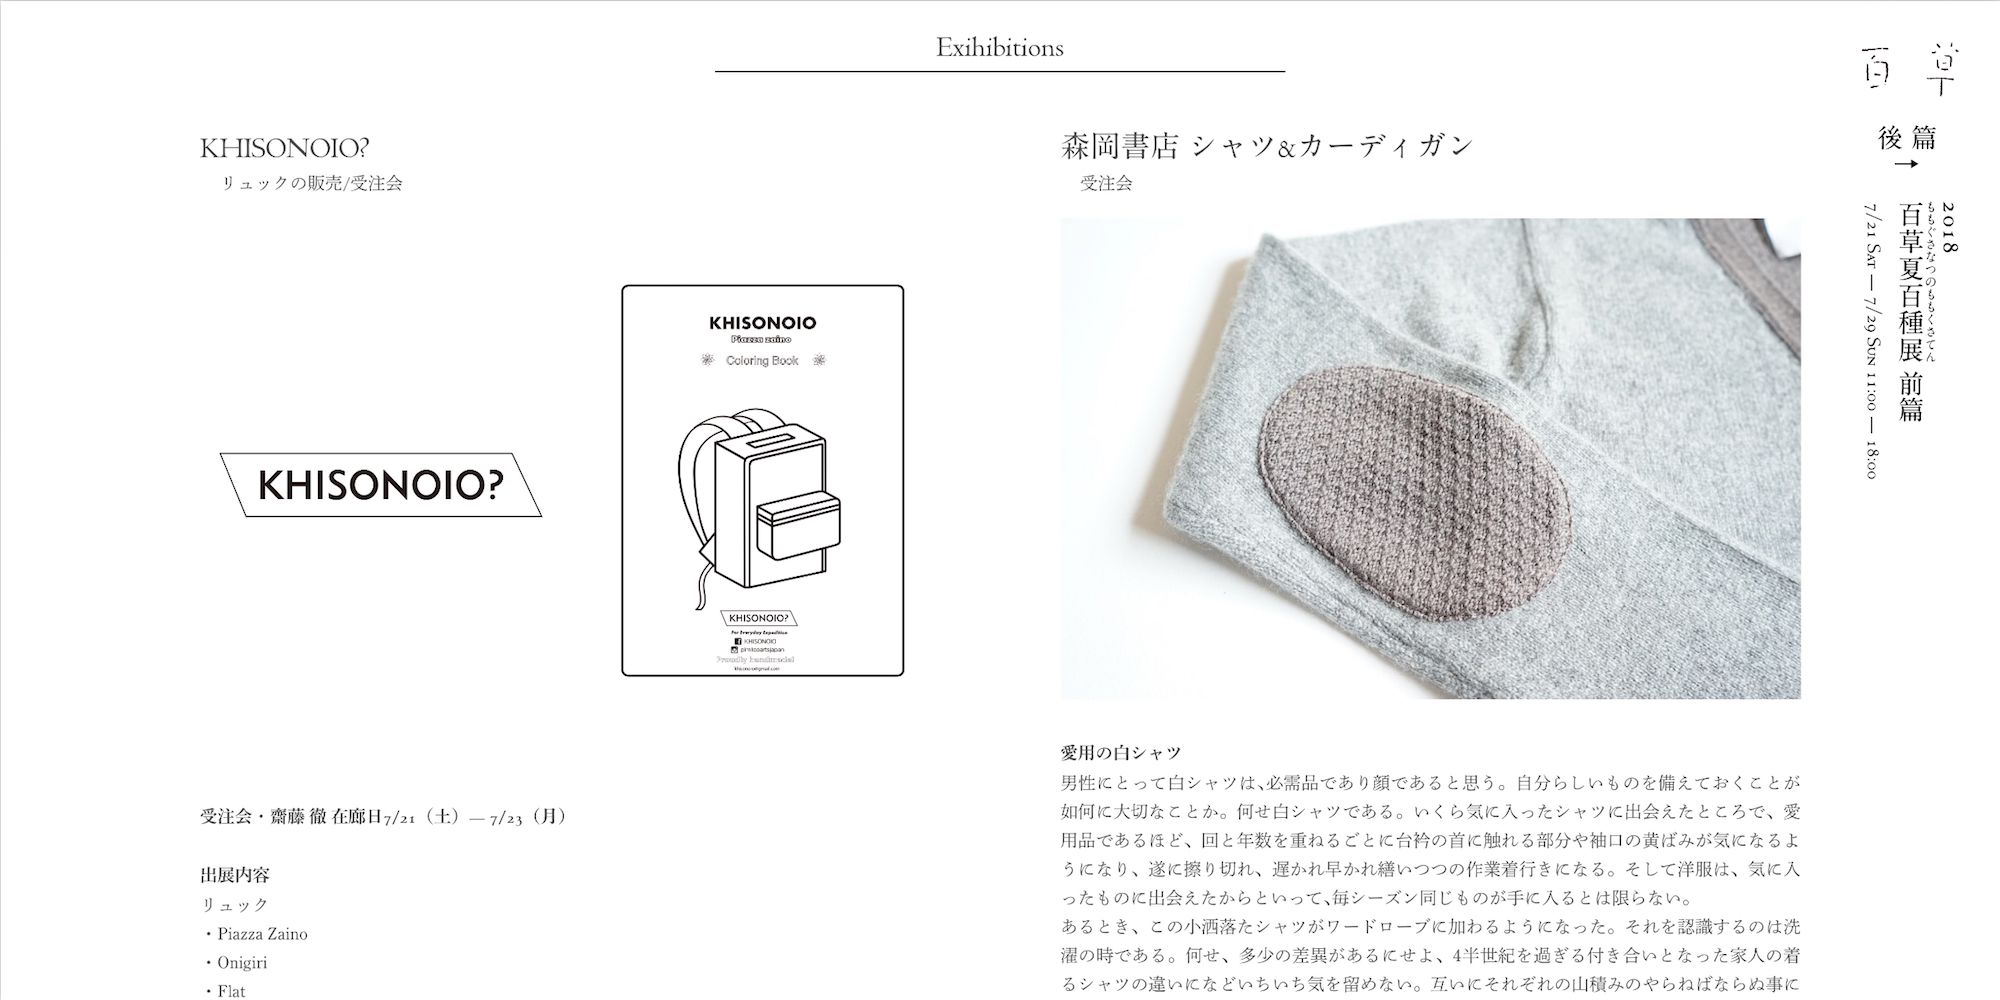 Exihibitions
百草
後篇
→
2018
ももぐさなつのももくさてん
百草夏百種展 前篇
7/21 Sat — 7/29 Sun 11:00 — 18:00
KHISONOIO?
リュックの販売/受注会
KHISONOIO?
KHISONOIO
Piazza zaino
Coloring Book
KHISONOIO?
For Everyday Expedition
KHISONOIO
pimlicoartsjapan
Proudly handmade!
khisonoio@gmail.com
受注会・齋藤 徹 在廊日7/21（土）— 7/23（月）
出展内容
リュック
・Piazza Zaino
・Onigiri
・Flat
森岡書店 シャツ&カーディガン
受注会
愛用の白シャツ
男性にとって白シャツは、必需品であり顔であると思う。自分らしいものを備えておくことが
如何に大切なことか。何せ白シャツである。いくら気に入ったシャツに出会えたところで、愛
用品であるほど、回と年数を重ねるごとに台衿の首に触れる部分や袖口の黄ばみが気になるよ
うになり、遂に擦り切れ、遅かれ早かれ繕いつつの作業着行きになる。そして洋服は、気に入
ったものに出会えたからといって、毎シーズン同じものが手に入るとは限らない。
あるとき、この小洒落たシャツがワードローブに加わるようになった。それを認識するのは洗
濯の時である。何せ、多少の差異があるにせよ、4半世紀を過ぎる付き合いとなった家人の着
るシャツの違いになどいちいち気を留めない。互いにそれぞれの山積みのやらねばならぬ事に